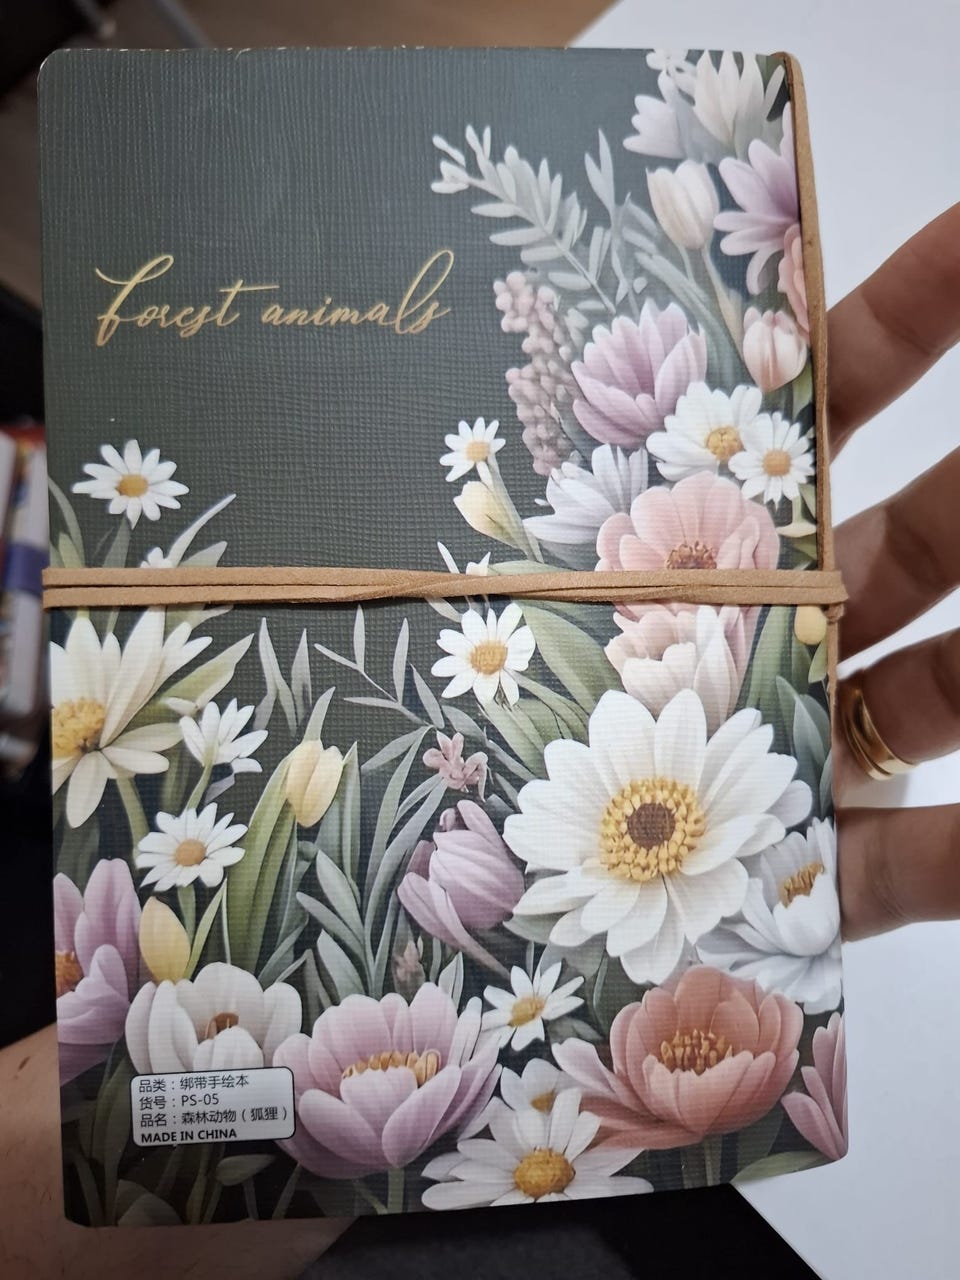 forest animals
品类：绑带手绘本
货号：PS-05
品名：森林动物（狐狸）
MADE IN CHINA